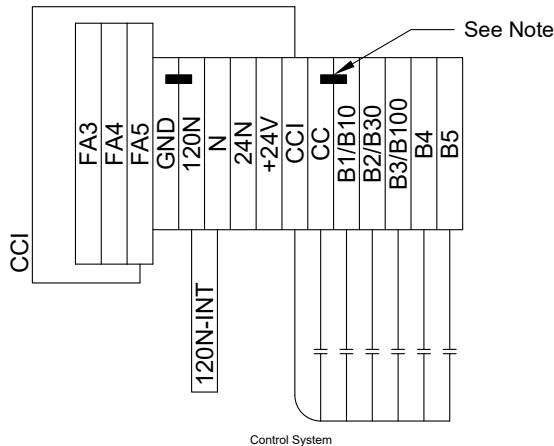 See Note
FA3
FA4
FA5
GND
120N
N
24N
+24V
CCI
CC
B1/B10
B2/B30
B3/B100
B4
B5
CCI
120N-INT
Control System